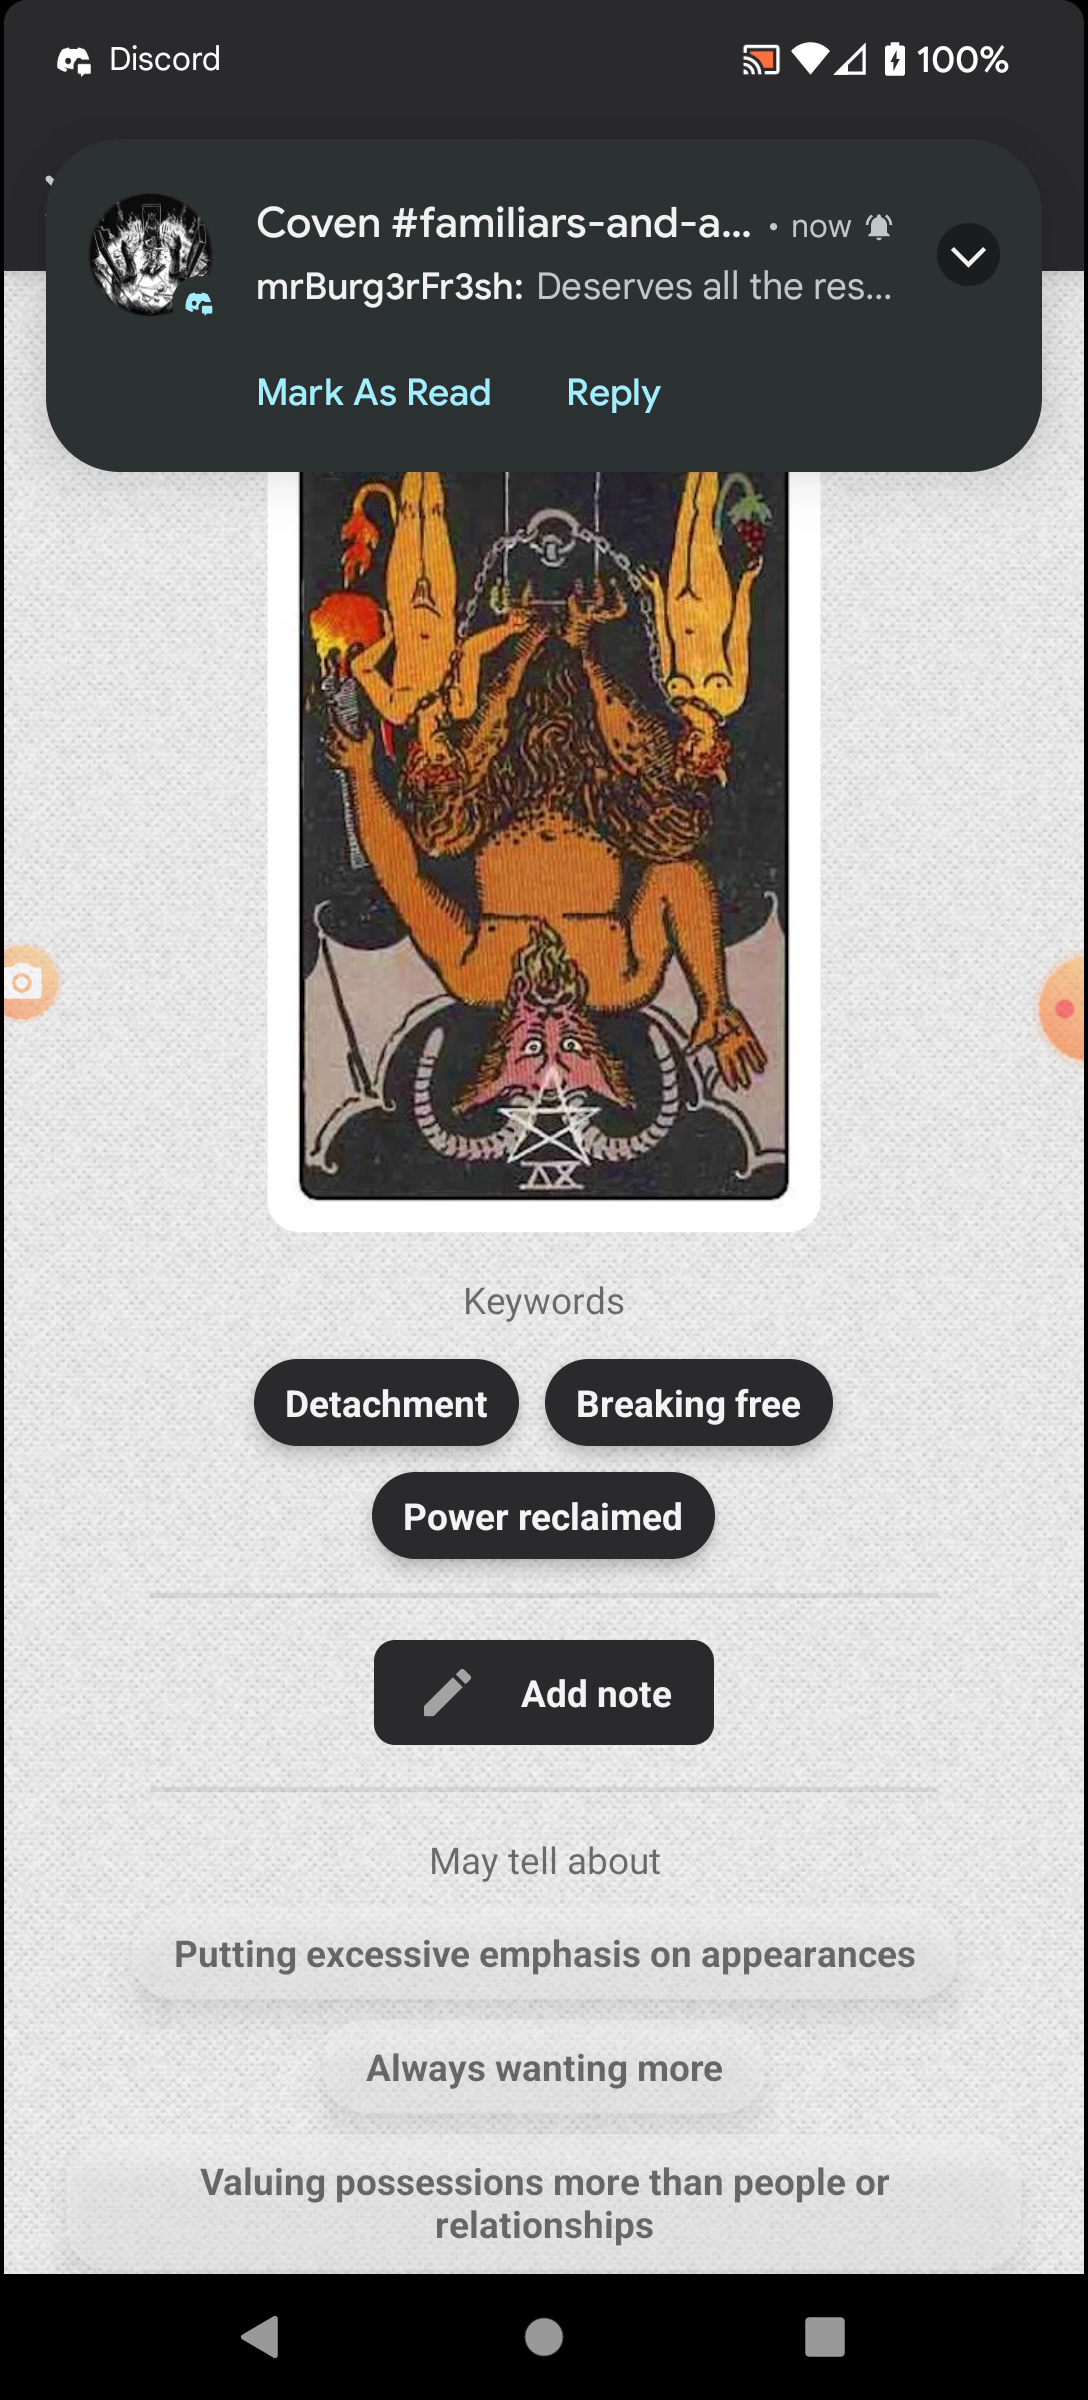 Discord
100%
Coven #familiars-and-a... • now
mrBurg3rFr3sh: Deserves all the res...
Mark As Read Reply
XV
Keywords
Detachment Breaking free
Power reclaimed
Add note
May tell about
Putting excessive emphasis on appearances
Always wanting more
Valuing possessions more than people or
relationships